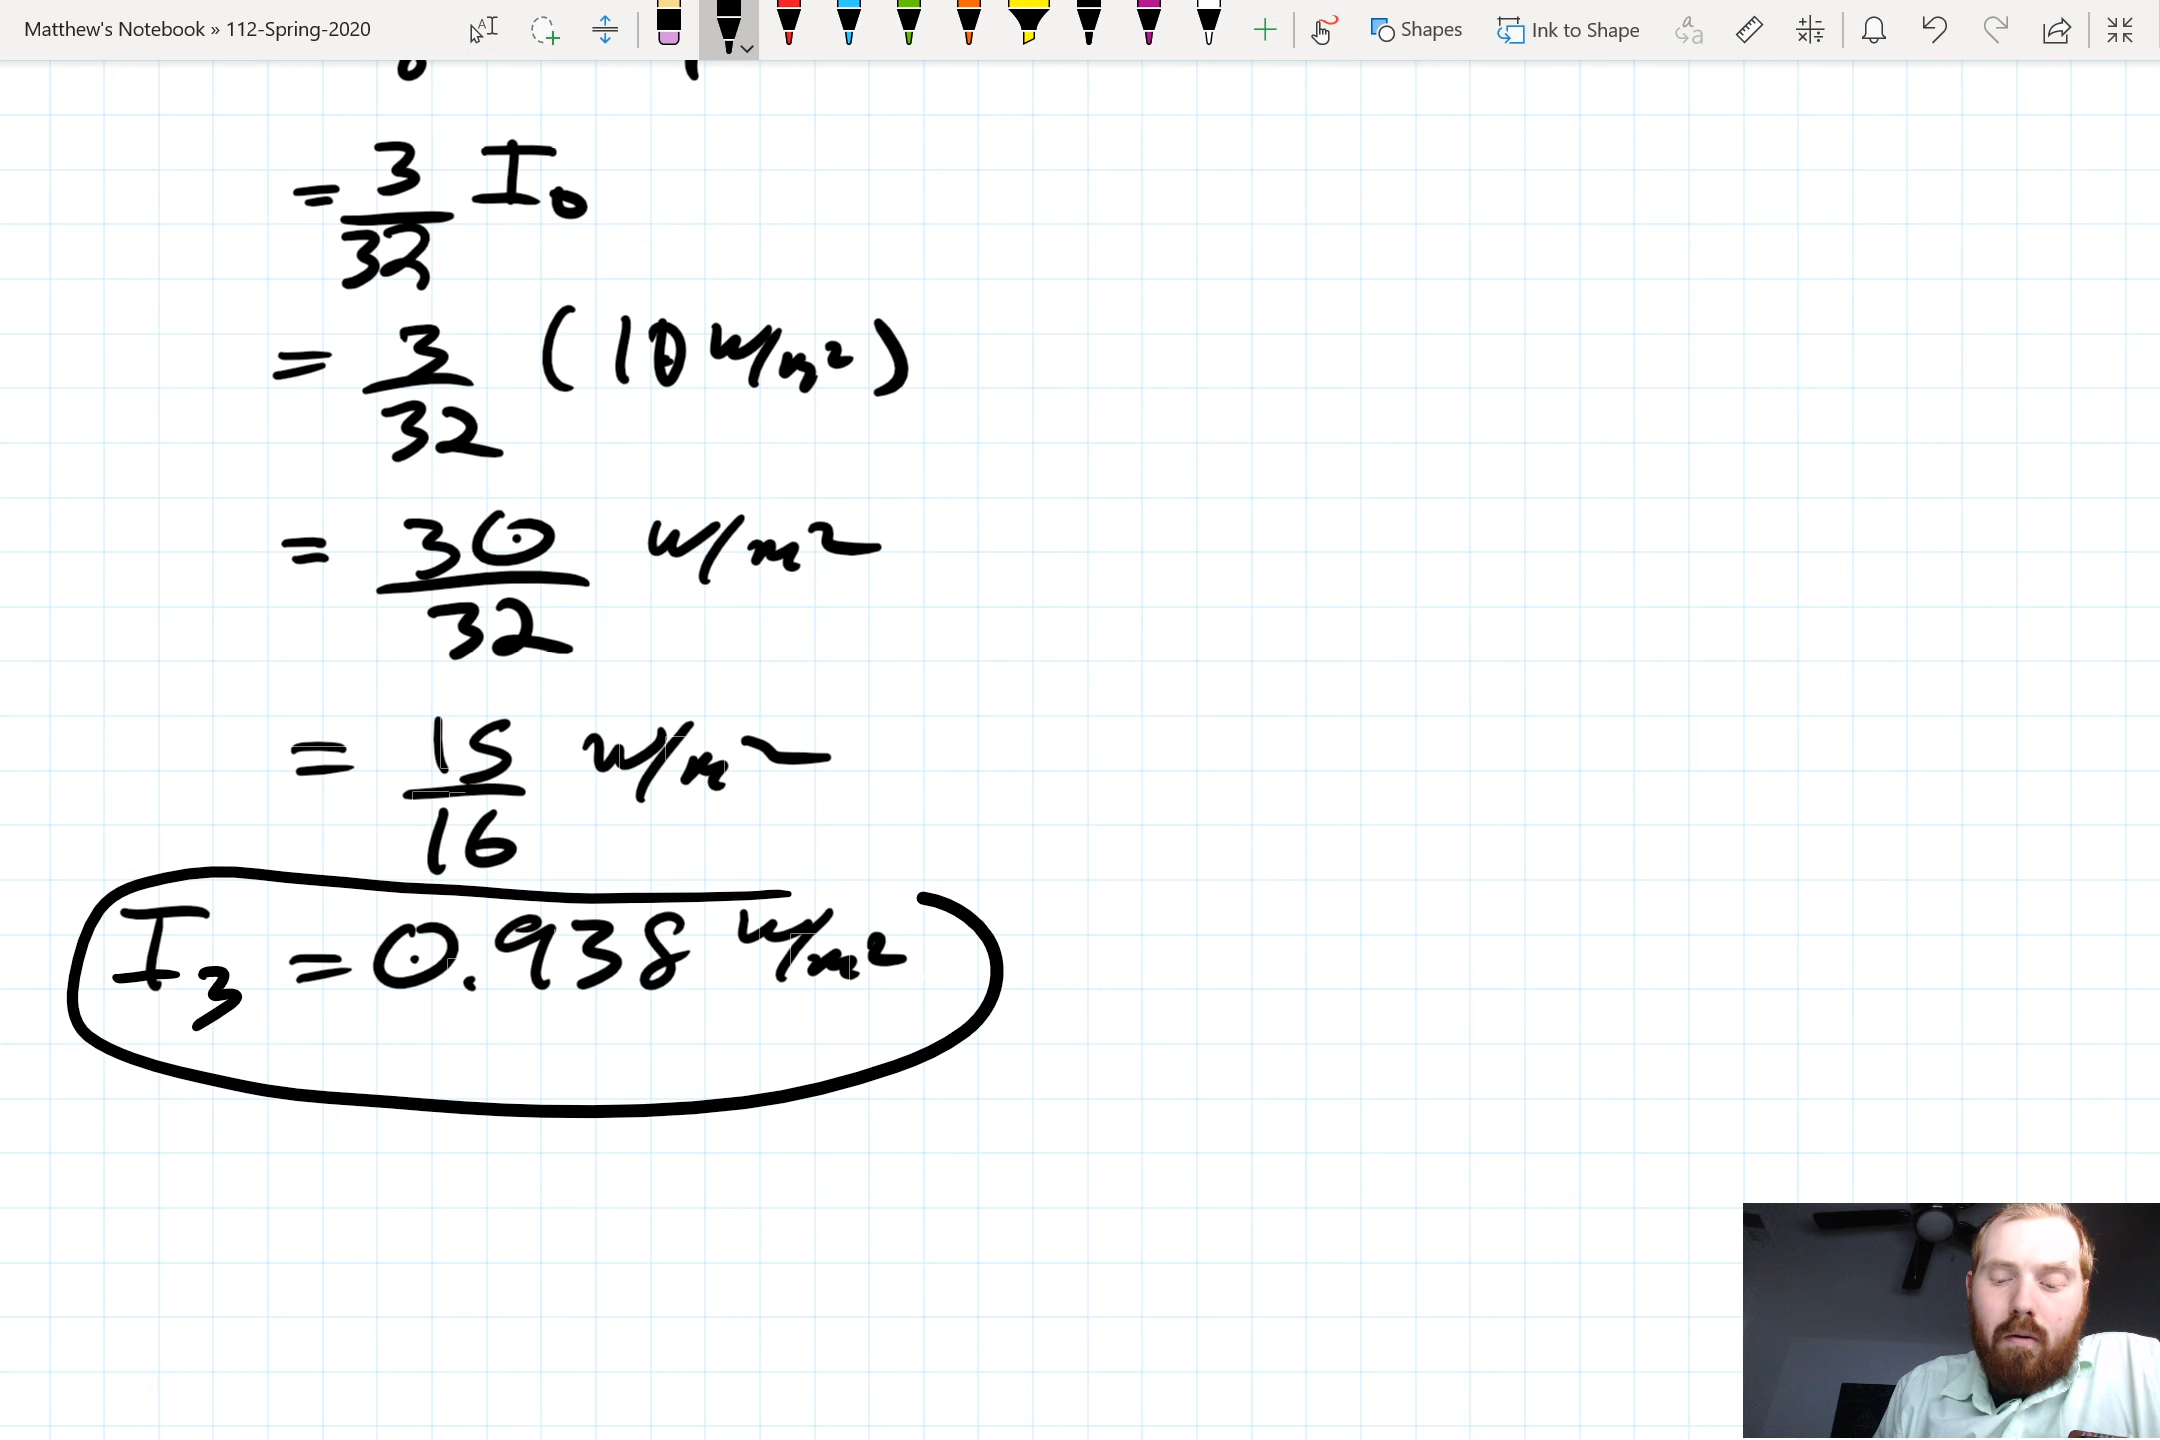 Matthew's Notebook » 112-Spring-2020
Shapes
Ink to Shape
= 3/32 I₀
= 3/32 (10 W/m²)
= 30/32 W/m²
= 15/16 W/m²
I₃ = 0.938 W/m²